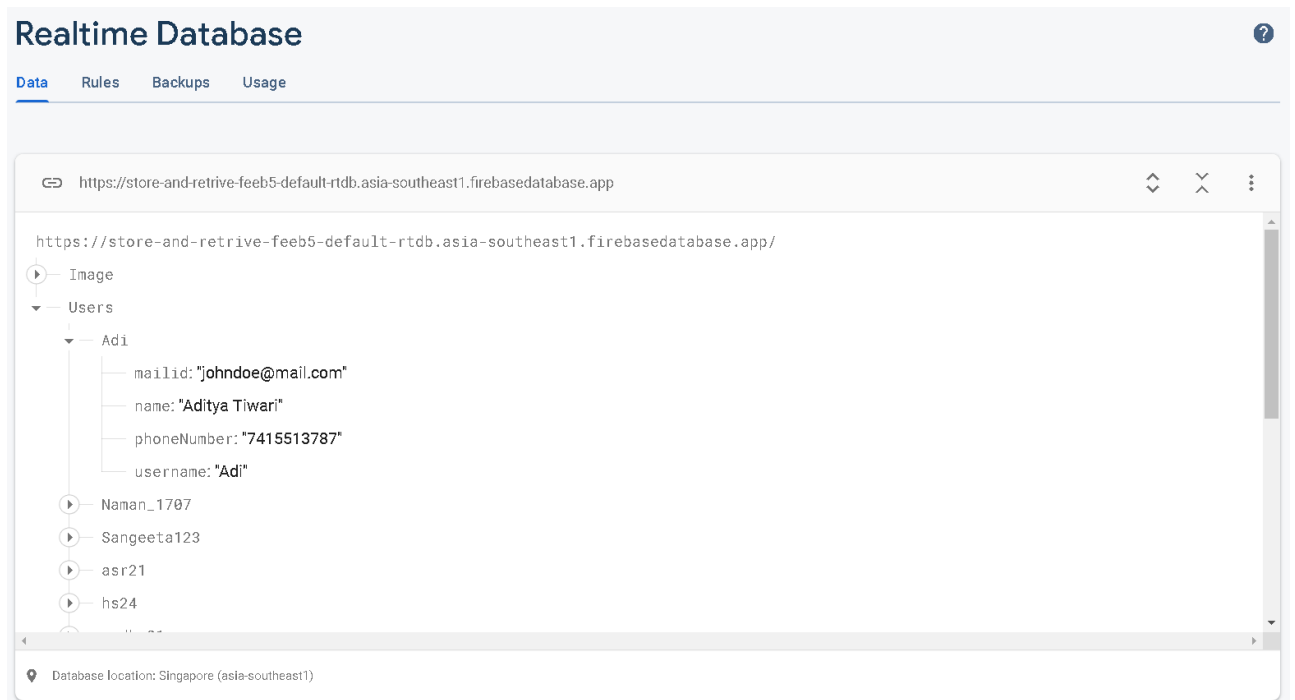 Realtime Database
Data Rules Backups Usage
https://store-and-retrive-feeb5-default-rtdb.asia-southeast1.firebasedatabase.app
https://store-and-retrive-feeb5-default-rtdb.asia-southeast1.firebasedatabase.app/
Image
Users
Adi
mailid: "johndoe@mail.com"
name: "Aditya Tiwari"
phoneNumber: "7415513787"
username: "Adi"
Naman_1707
Sangeeta123
asr21
hs24
Database location: Singapore (asia-southeast1)